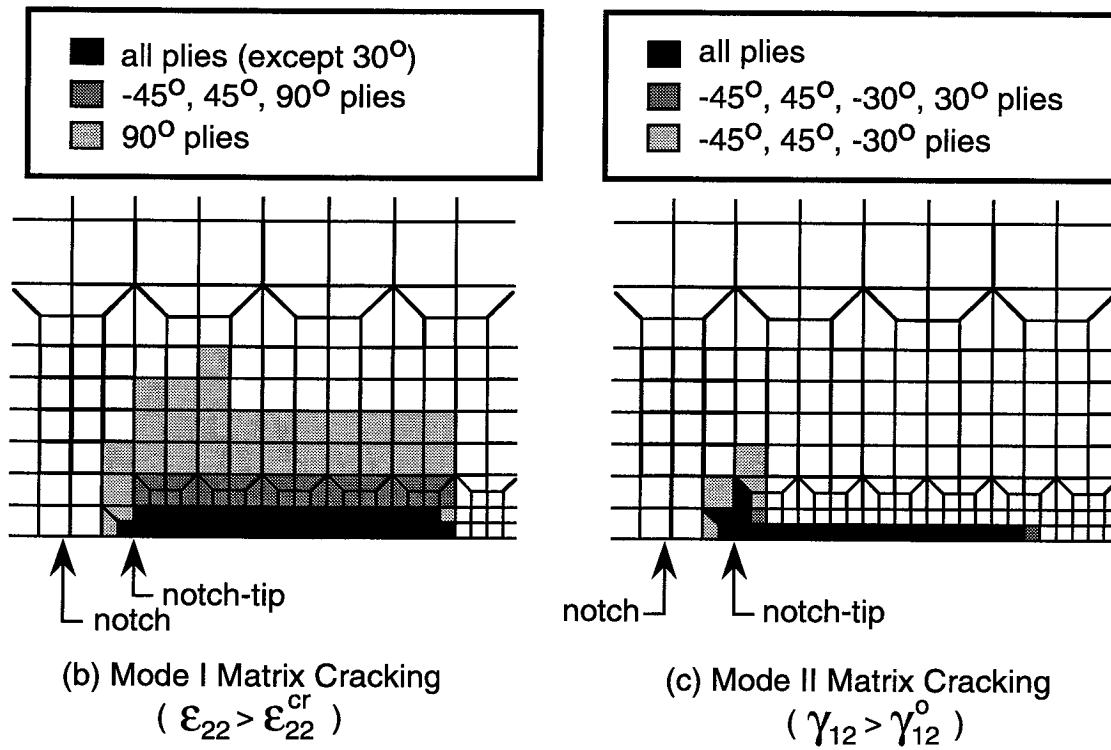 all plies (except 30°)
-45°, 45°, 90° plies
90° plies
notch-tip
notch
(b) Mode I Matrix Cracking
( ε₂₂ > ε₂₂ᶜʳ )
all plies
-45°, 45°, -30°, 30° plies
-45°, 45°, -30° plies
notch
notch-tip
(c) Mode II Matrix Cracking
( γ₁₂ > γ₁₂ᵒ )